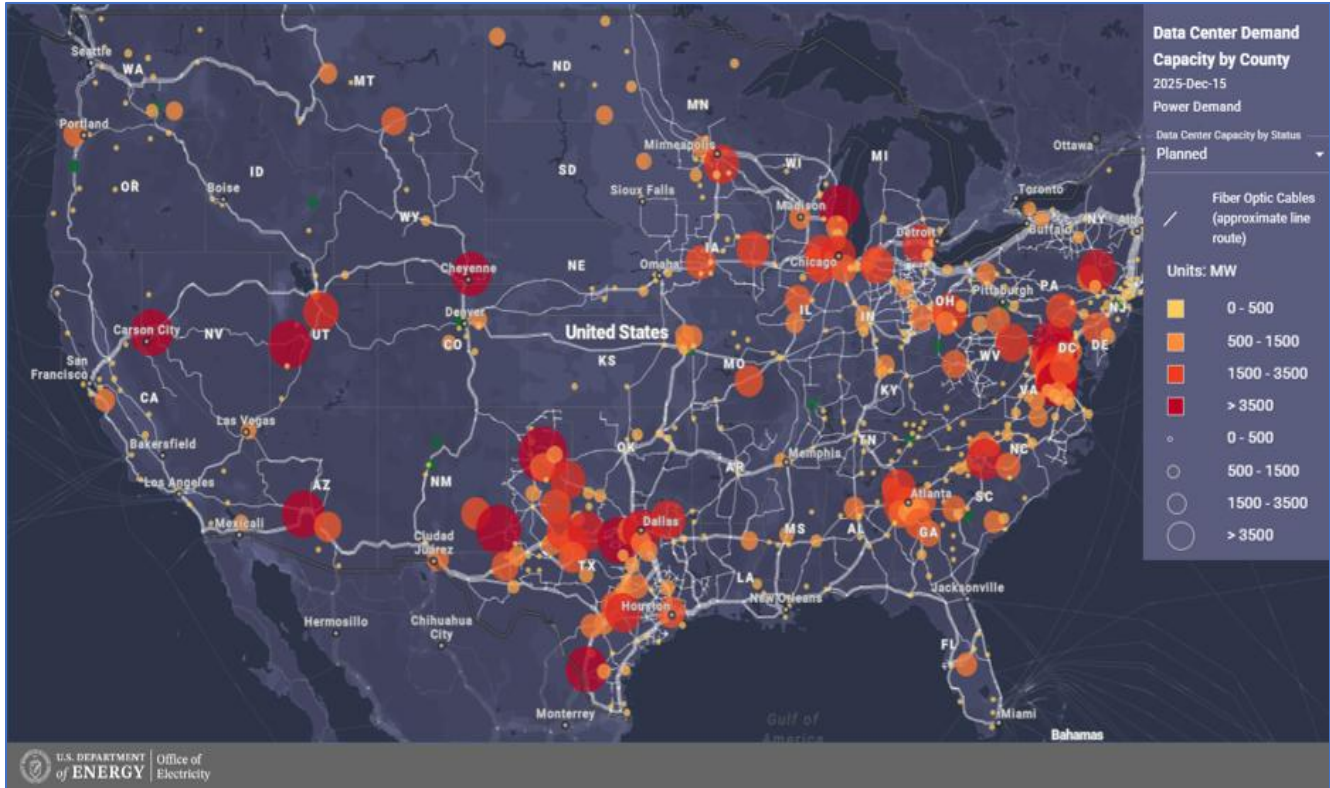 Data Center Demand
Capacity by County
2025-Dec-15
Power Demand
Data Center Capacity by Status
Planned
Fiber Optic Cables
(approximate line
route)
Units: MW
0 - 500
500 - 1500
1500 - 3500
> 3500
0 - 500
500 - 1500
1500 - 3500
> 3500
Seattle
WA
MT
ND
MN
Portland
Minneapolis
WI
MI
Ottawa
OR
ID
Boise
SD
Sioux Falls
Toronto
WY
Madison
Buffalo
NY
Detroit
IA
Chicago
Cheyenne
NE
Omaha
PA
Pittsburgh
NJ
Carson City
NV
UT
Denver
CO
United States
IL
IN
OH
DC
DE
San
Francisco
CA
KS
MO
WV
VA
KY
Las Vegas
Bakersfield
OK
TN
NC
Los Angeles
AZ
NM
AR
Memphis
SC
Atlanta
Mexicali
Ciudad
Juárez
Dallas
MS
AL
GA
TX
LA
Jacksonville
Hermosillo
Chihuahua
City
Houston
New Orleans
FL
Monterrey
Miami
Gulf of
America
Bahamas
U.S. DEPARTMENT
of ENERGY
Office of
Electricity